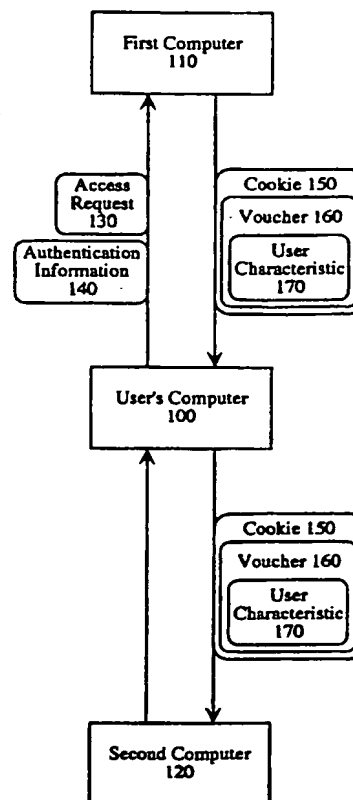 First Computer
110
Access
Request
130
Authentication
Information
140
Cookie 150
Voucher 160
User
Characteristic
170
User's Computer
100
Cookie 150
Voucher 160
User
Characteristic
170
Second Computer
120